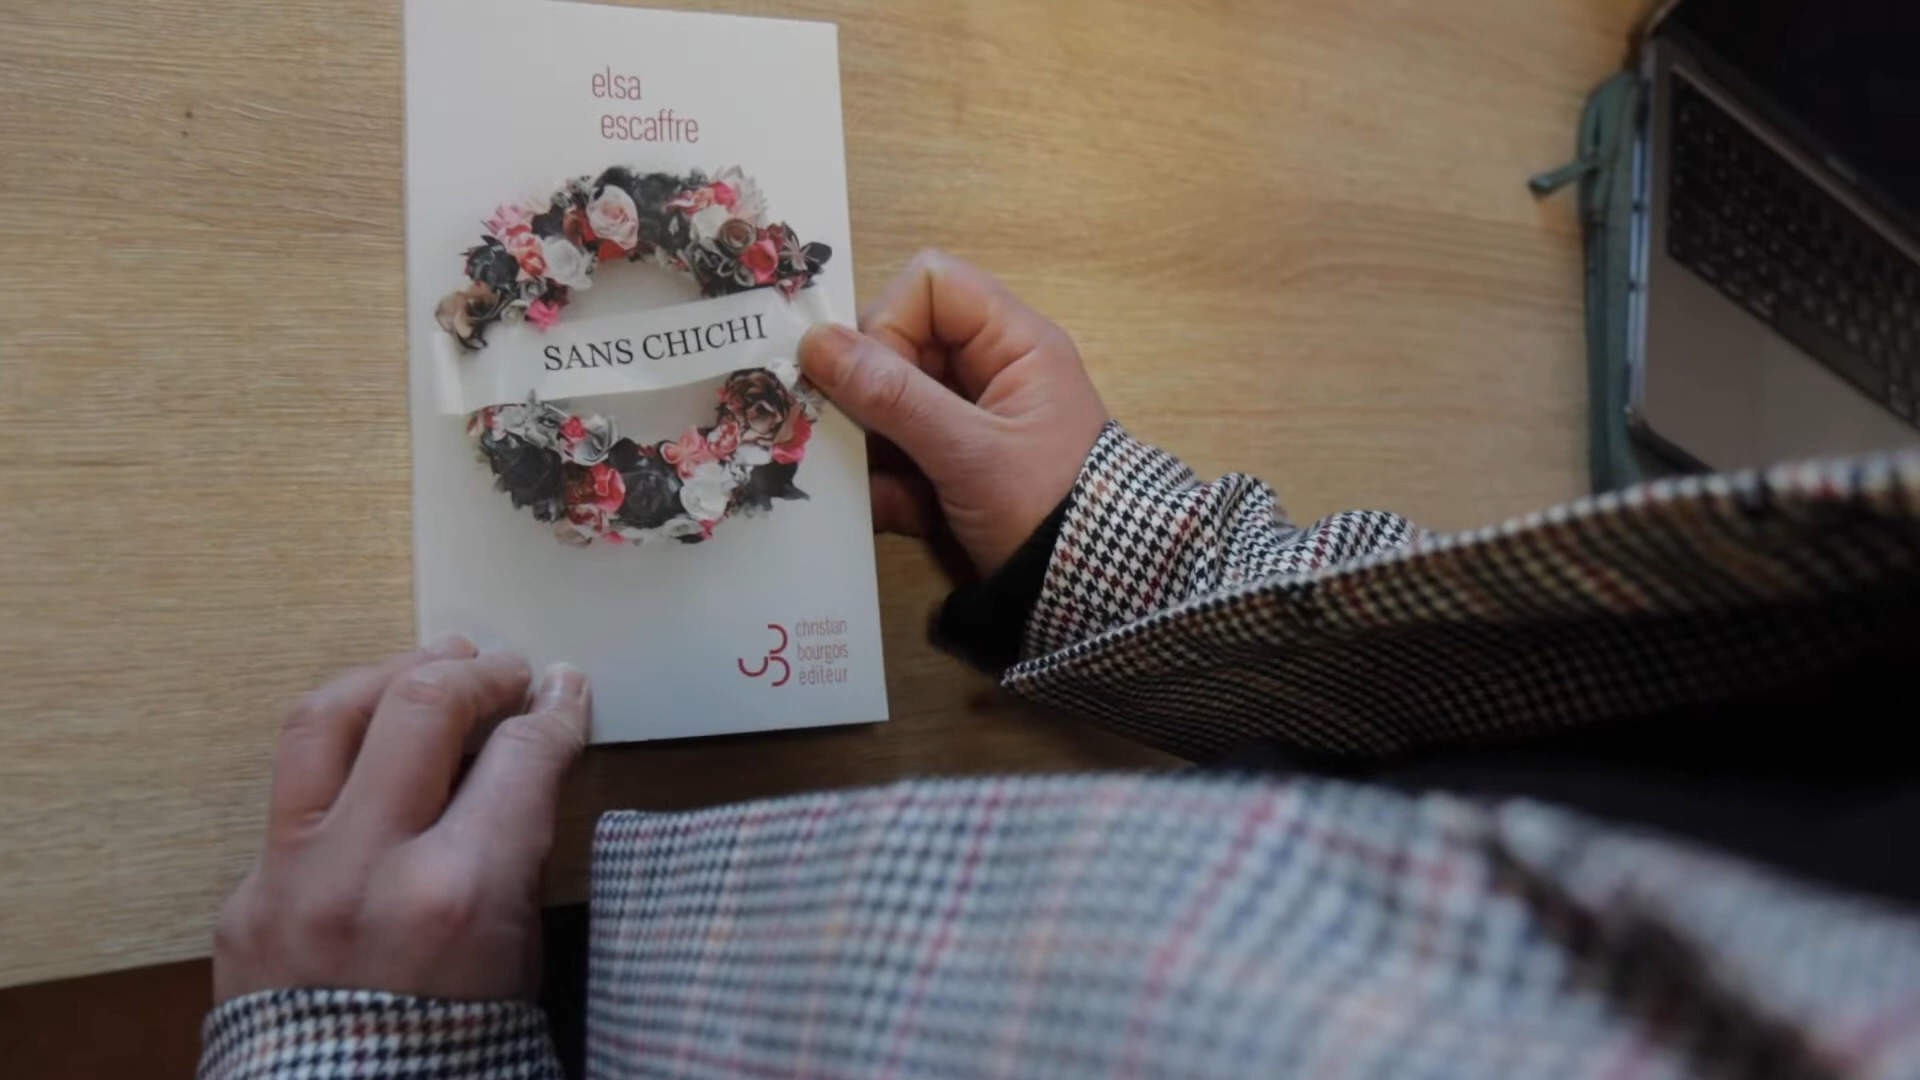 elsa
escaffre
SANS CHICHI
christian
bourgois
éditeur